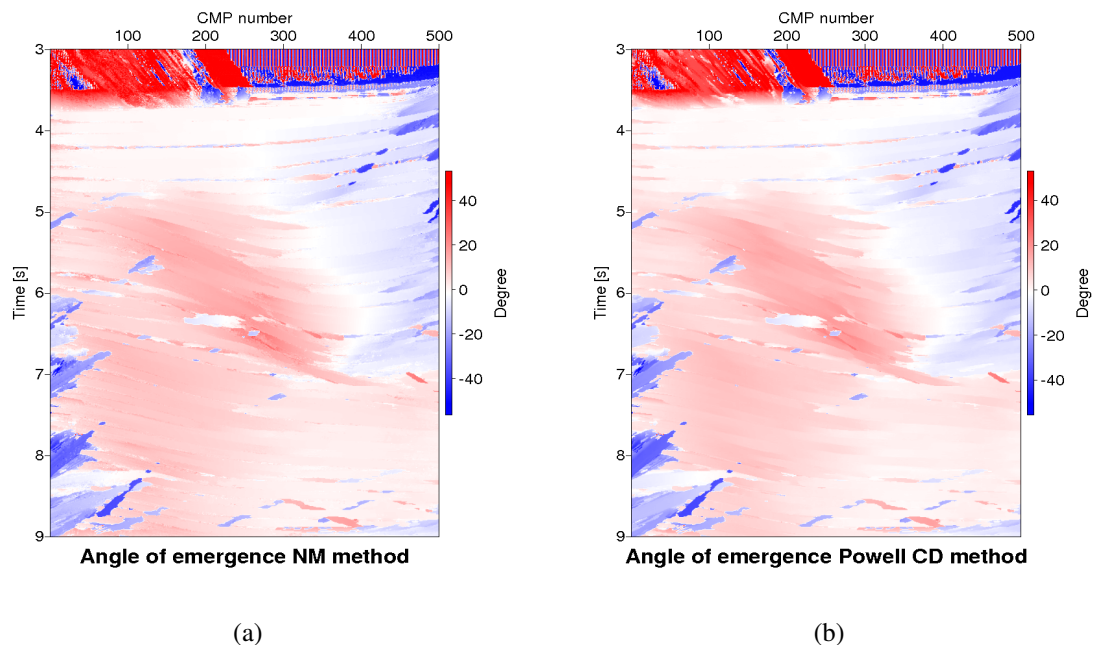 CMP number
100 200 300 400 500
3
4
5
6
7
8
9
Time [s]
40
20
0
-20
-40
Degree
Angle of emergence NM method
(a)
CMP number
100 200 300 400 500
3
4
5
6
7
8
9
Time [s]
40
20
0
-20
-40
Degree
Angle of emergence Powell CD method
(b)